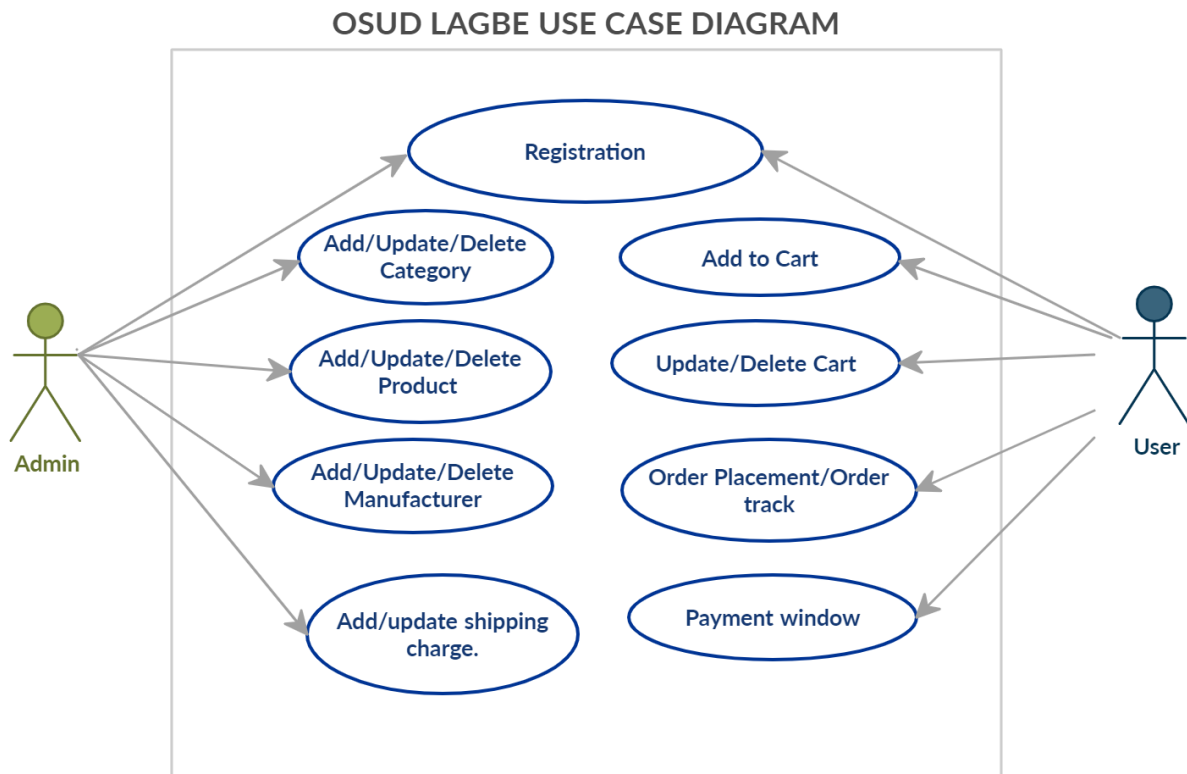 OSUD LAGBE USE CASE DIAGRAM
Registration
Add/Update/Delete
Category
Add to Cart
Add/Update/Delete
Product
Update/Delete Cart
Admin
User
Add/Update/Delete
Manufacturer
Order Placement/Order
track
Add/update shipping
charge.
Payment window